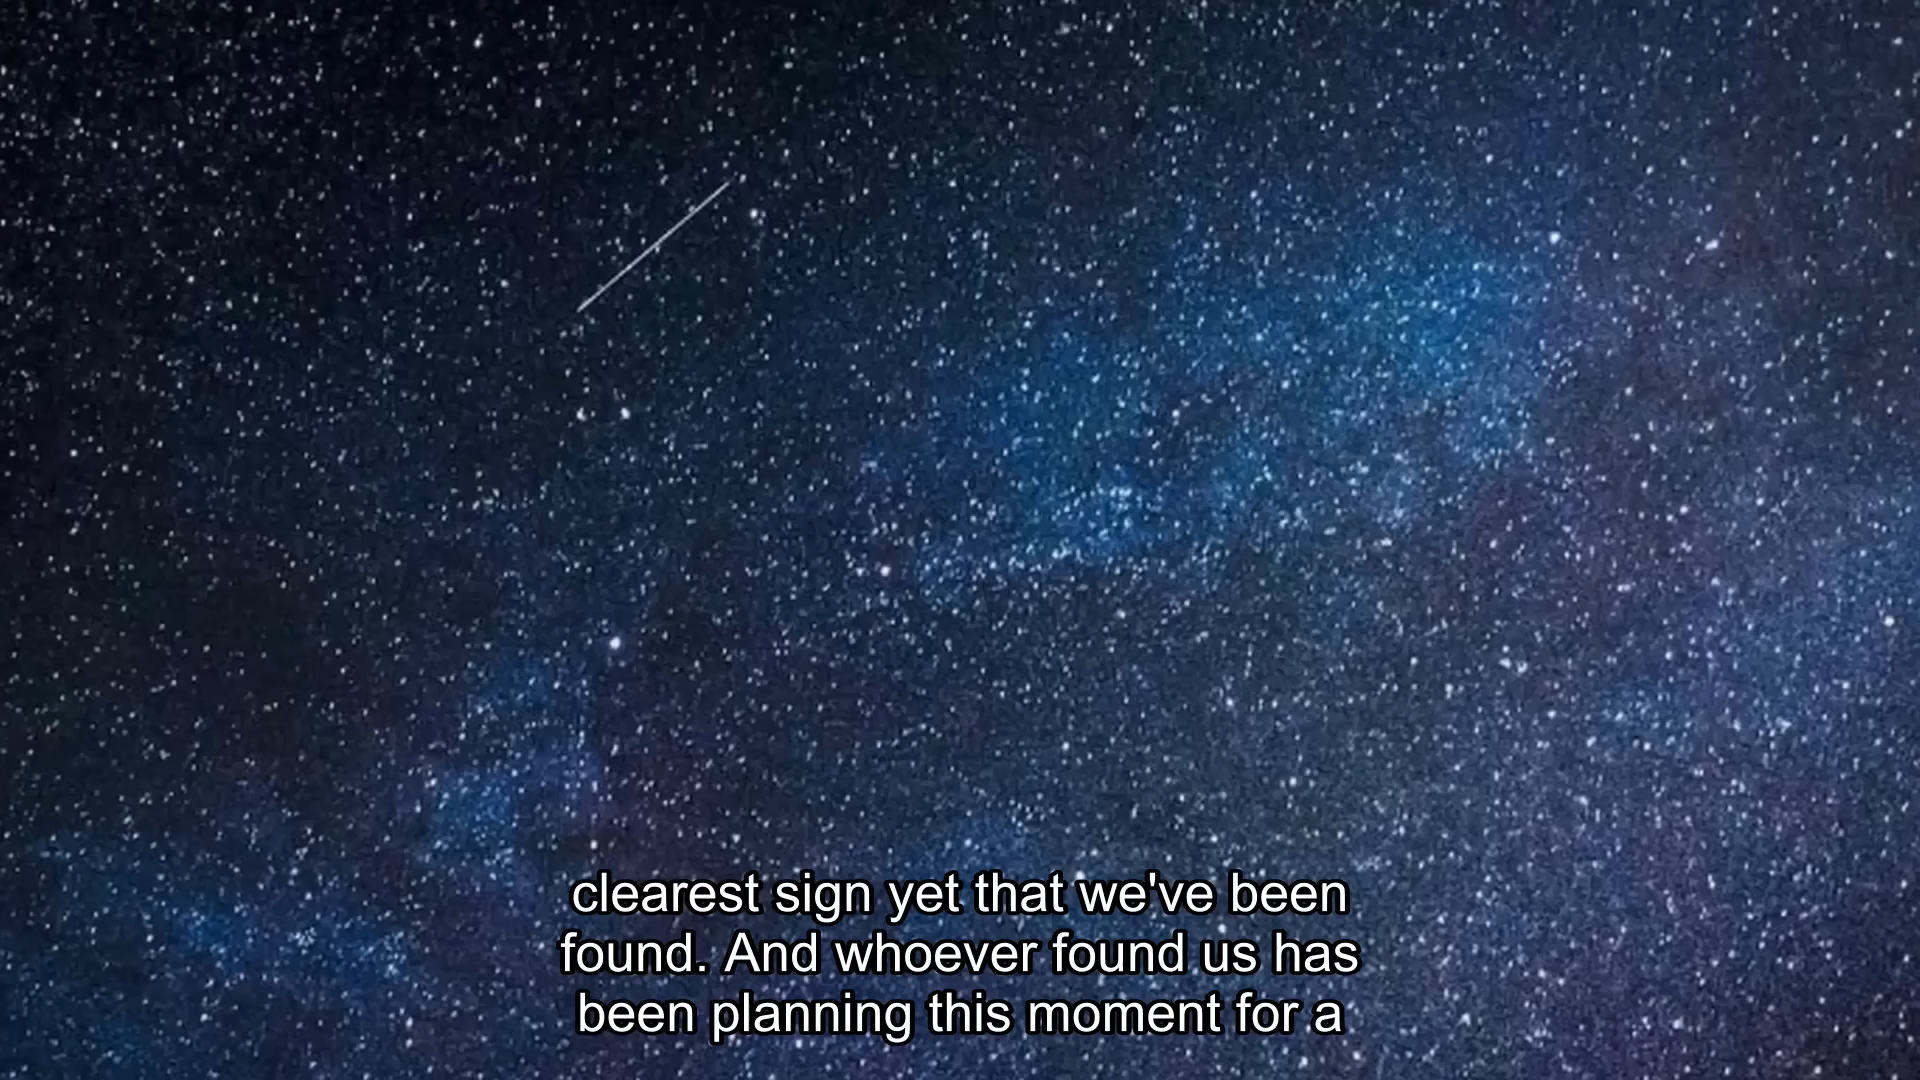 clearest sign yet that we've been
found. And whoever found us has
been planning this moment for a